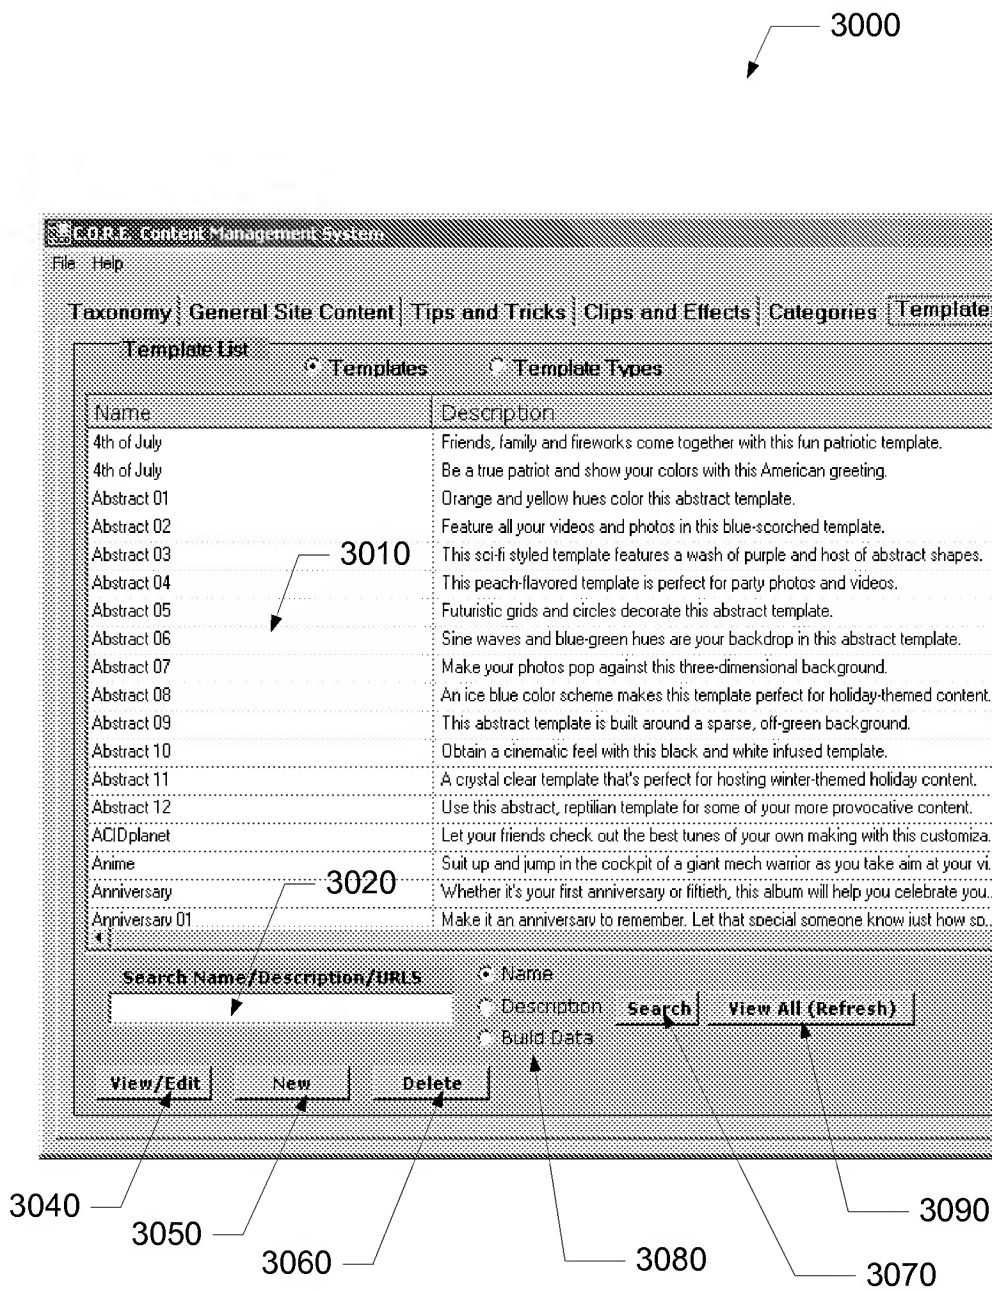 3000
C.O.R.E. Content Management System
File Help
Taxonomy General Site Content Tips and Tricks Clips and Effects Categories Template
Template List
Templates Template Types
Name Description
4th of July Friends, family and fireworks come together with this fun patriotic template.
4th of July Be a true patriot and show your colors with this American greeting.
Abstract 01 Orange and yellow hues color this abstract template.
Abstract 02 Feature all your videos and photos in this blue-scorched template.
Abstract 03 This sci-fi styled template features a wash of purple and host of abstract shapes.
3010
Abstract 04 This peach-flavored template is perfect for party photos and videos.
Abstract 05 Futuristic grids and circles decorate this abstract template.
Abstract 06 Sine waves and blue-green hues are your backdrop in this abstract template.
Abstract 07 Make your photos pop against this three-dimensional background.
Abstract 08 An ice blue color scheme makes this template perfect for holiday-themed content.
Abstract 09 This abstract template is built around a sparse, off-green background.
Abstract 10 Obtain a cinematic feel with this black and white infused template.
Abstract 11 A crystal clear template that's perfect for hosting winter-themed holiday content.
Abstract 12 Use this abstract, reptilian template for some of your more provocative content.
ACIDplanet Let your friends check out the best tunes of your own making with this customiza.
Anime Suit up and jump in the cockpit of a giant mech warrior as you take aim at your vi.
3020
Anniversary Whether it's your first anniversary or fiftieth, this album will help you celebrate you...
Anniversary 01 Make it an anniversary to remember. Let that special someone know just how sp...
Search Name/Description/URLS Name
Description Search View All (Refresh)
Build Data
View/Edit New Delete
3040
3050
3060
3080
3070
3090